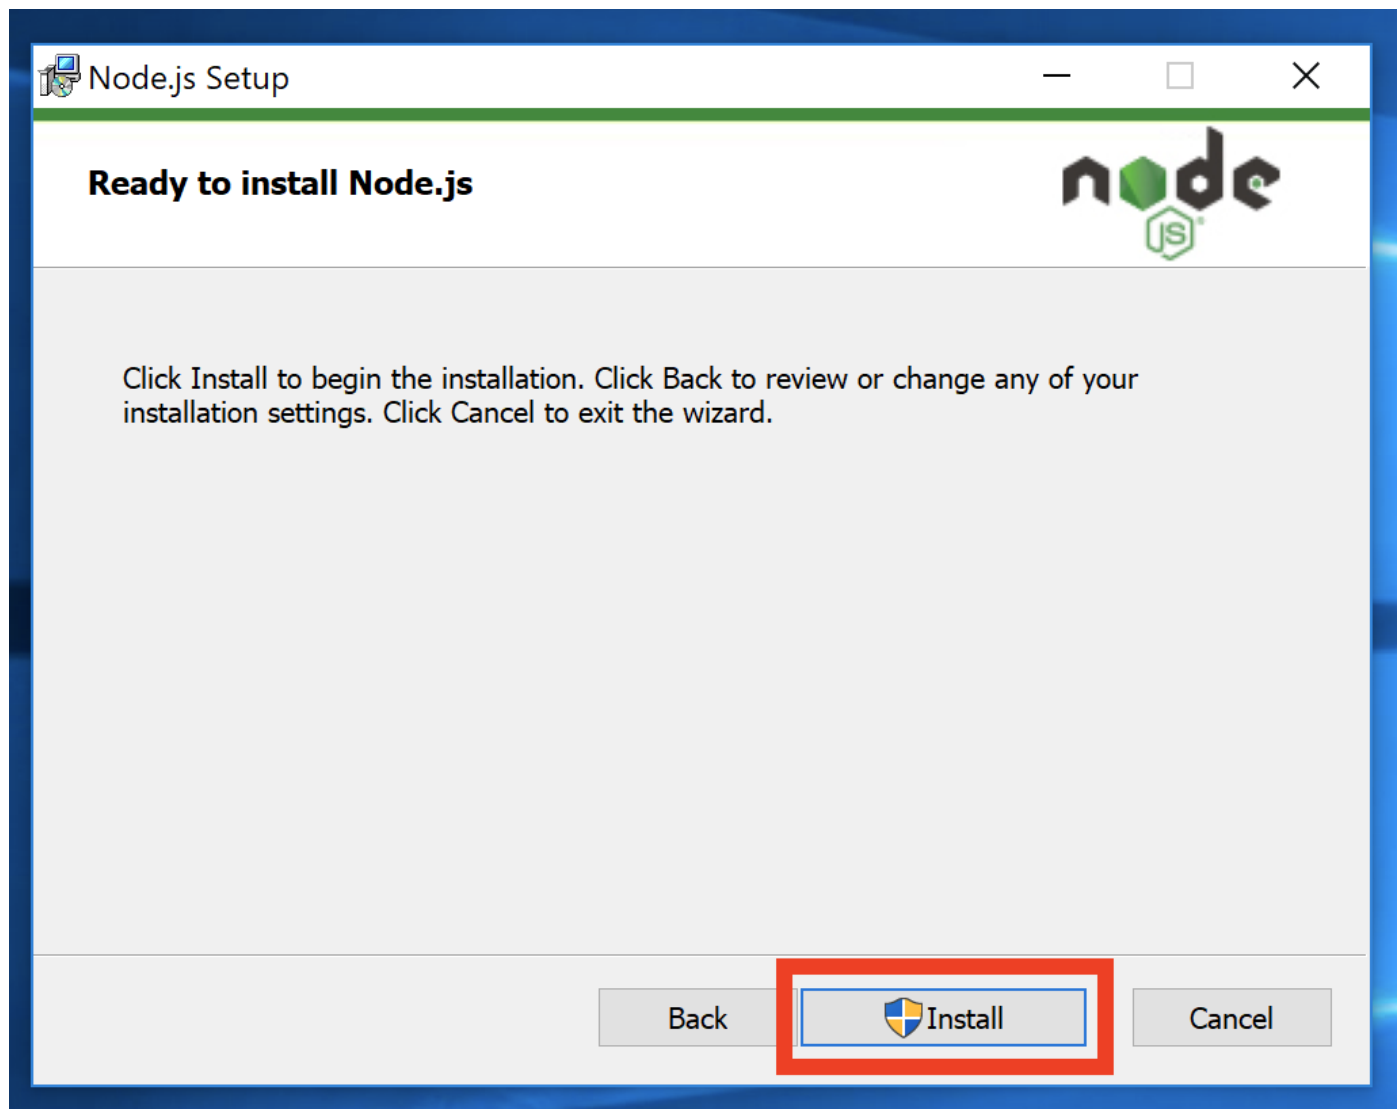 Node.js Setup
Ready to install Node.js
node
JS
Click Install to begin the installation. Click Back to review or change any of your
installation settings. Click Cancel to exit the wizard.
Back
Install
Cancel